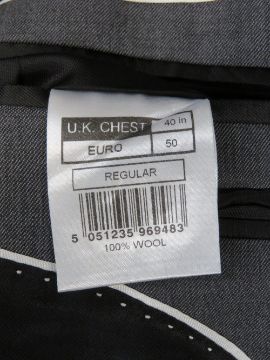 U.K. CHEST 40 in
EURO 50
REGULAR
5 051235 969483
100% WOOL